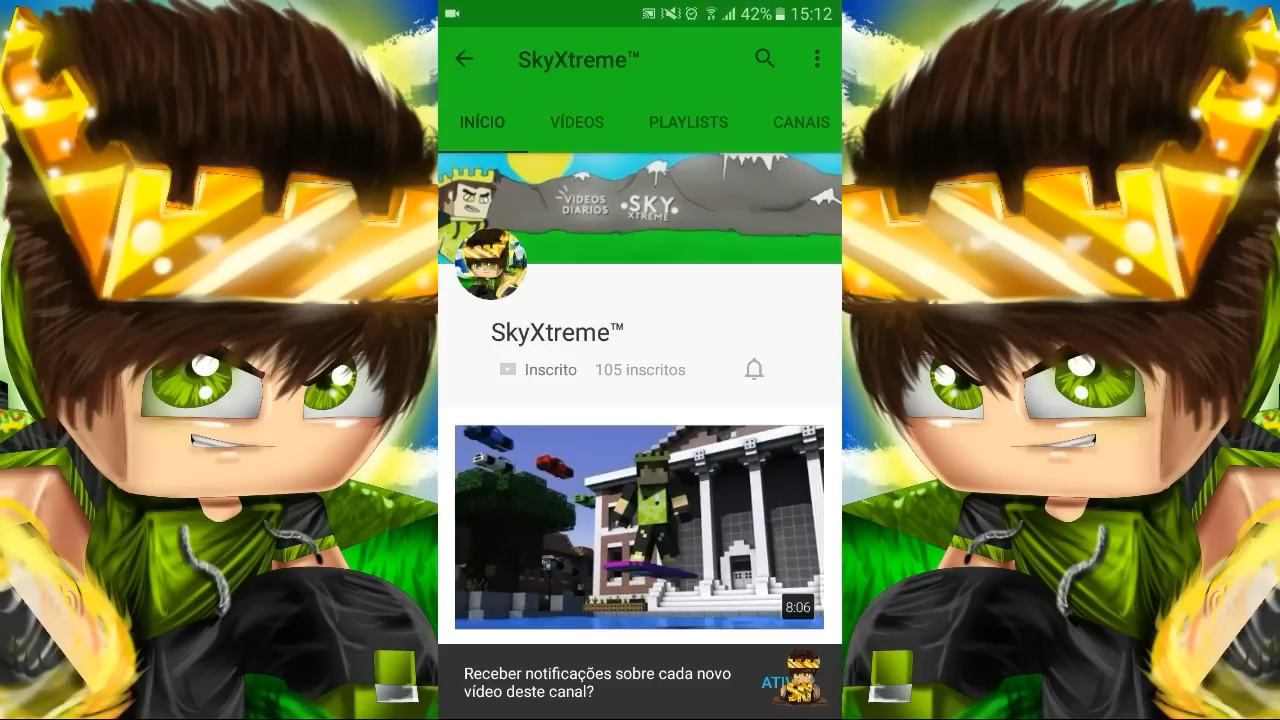 42% 15:12
SkyXtreme™
INÍCIO VÍDEOS PLAYLISTS CANAIS
VIDEOS
DIARIOS
SKY
XTREME
SkyXtreme™
Inscrito 105 inscritos
8:06
Receber notificações sobre cada novo
vídeo deste canal?